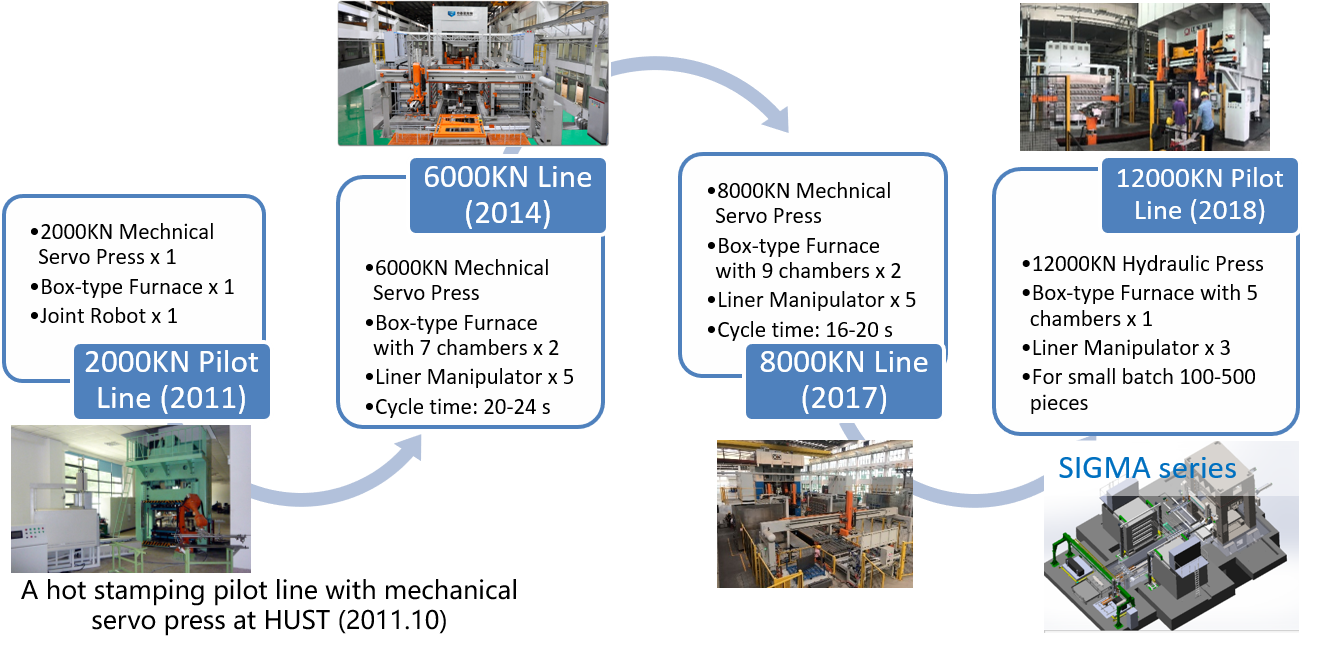 •2000KN Mechnical
Servo Press x 1
•Box-type Furnace x 1
•Joint Robot x 1
2000KN Pilot
Line (2011)
A hot stamping pilot line with mechanical
servo press at HUST (2011.10)
6000KN Line
(2014)
•6000KN Mechnical
Servo Press
•Box-type Furnace
with 7 chambers x 2
•Liner Manipulator x 5
•Cycle time: 20-24 s
•8000KN Mechnical
Servo Press
•Box-type Furnace
with 9 chambers x 2
•Liner Manipulator x 5
•Cycle time: 16-20 s
8000KN Line
(2017)
12000KN Pilot
Line (2018)
•12000KN Hydraulic Press
•Box-type Furnace with 5
chambers x 1
•Liner Manipulator x 3
•For small batch 100-500
pieces
SIGMA series